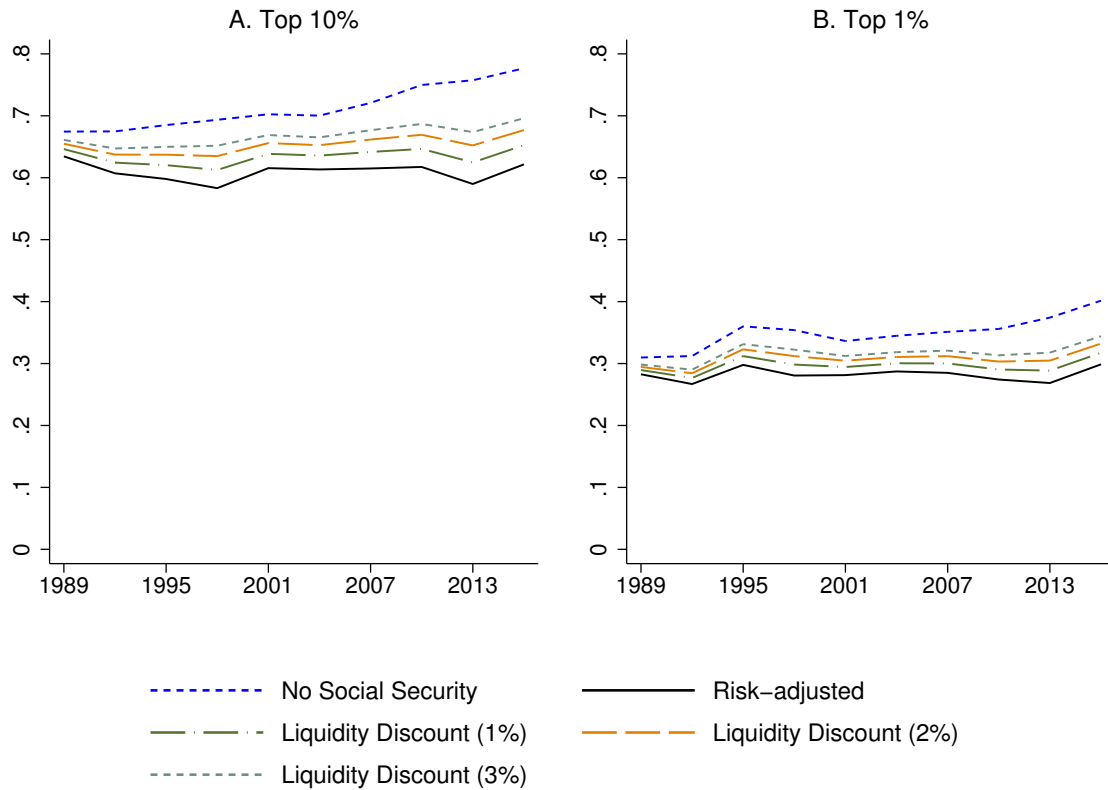 A. Top 10%
.8
.7
.6
.5
.4
.3
.2
.1
0
1989 1995 2001 2007 2013
B. Top 1%
.8
.7
.6
.5
.4
.3
.2
.1
0
1989 1995 2001 2007 2013
No Social Security
Risk−adjusted
Liquidity Discount (1%)
Liquidity Discount (2%)
Liquidity Discount (3%)